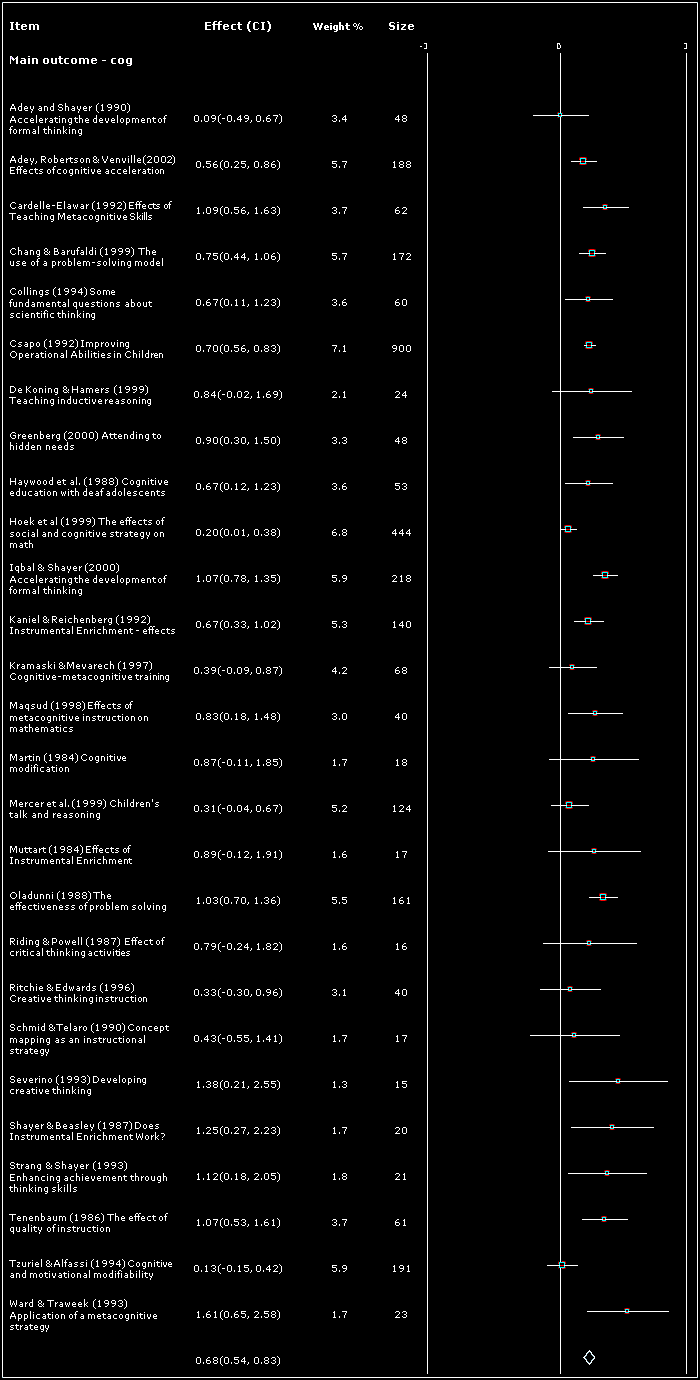 Item Effect (CI) Weight % Size
-3 0 3
Main outcome - cog
Adey and Shayer (1990)
Accelerating the development of
formal thinking
0.09(-0.49, 0.67) 3.4 48
Adey, Robertson & Venville(2002)
Effects of cognitive acceleration
0.56(0.25, 0.86) 5.7 188
Cardelle-Elawar (1992) Effects of
Teaching Metacognitive Skills
1.09(0.56, 1.63) 3.7 62
Chang & Barufaldi (1999) The
use of a problem-solving model
0.75(0.44, 1.06) 5.7 172
Collings (1994) Some
fundamental questions about
scientific thinking
0.67(0.11, 1.23) 3.6 60
Csapo (1992) Improving
Operational Abilities in Children
0.70(0.56, 0.83) 7.1 900
De Koning & Hamers (1999)
Teaching inductive reasoning
0.84(-0.02, 1.69) 2.1 24
Greenberg (2000) Attending to
hidden needs
0.90(0.30, 1.50) 3.3 48
Haywood et al. (1988) Cognitive
education with deaf adolescents
0.67(0.12, 1.23) 3.6 53
Hoek et al (1999) The effects of
social and cognitive strategy on
math
0.20(0.01, 0.38) 6.8 444
Iqbal & Shayer (2000)
Accelerating the development of
formal thinking
1.07(0.78, 1.35) 5.9 218
Kaniel & Reichenberg (1992)
Instrumental Enrichment - effects
0.67(0.33, 1.02) 5.3 140
Kramaski & Mevarech (1997)
Cognitive-metacognitive training
0.39(-0.09, 0.87) 4.2 68
Maqsud (1998) Effects of
metacognitive instruction on
mathematics
0.83(0.18, 1.48) 3.0 40
Martin (1984) Cognitive
modification
0.87(-0.11, 1.85) 1.7 18
Mercer et al. (1999) Children's
talk and reasoning
0.31(-0.04, 0.67) 5.2 124
Muttart (1984) Effects of
Instrumental Enrichment
0.89(-0.12, 1.91) 1.6 17
Oladunni (1988) The
effectiveness of problem solving
1.03(0.70, 1.36) 5.5 161
Riding & Powell (1987) Effect of
critical thinking activities
0.79(-0.24, 1.82) 1.6 16
Ritchie & Edwards (1996)
Creative thinking instruction
0.33(-0.30, 0.96) 3.1 40
Schmid & Telaro (1990) Concept
mapping as an instructional
strategy
0.43(-0.55, 1.41) 1.7 17
Severino (1993) Developing
creative thinking
1.38(0.21, 2.55) 1.3 15
Shayer & Beasley (1987) Does
Instrumental Enrichment Work?
1.25(0.27, 2.23) 1.7 20
Strang & Shayer (1993)
Enhancing achievement through
thinking skills
1.12(0.18, 2.05) 1.8 21
Tenenbaum (1986) The effect of
quality of instruction
1.07(0.53, 1.61) 3.7 61
Tzuriel & Alfassi (1994) Cognitive
and motivational modifiability
0.13(-0.15, 0.42) 5.9 191
Ward & Traweek (1993)
Application of a metacognitive
strategy
1.61(0.65, 2.58) 1.7 23
0.68(0.54, 0.83)